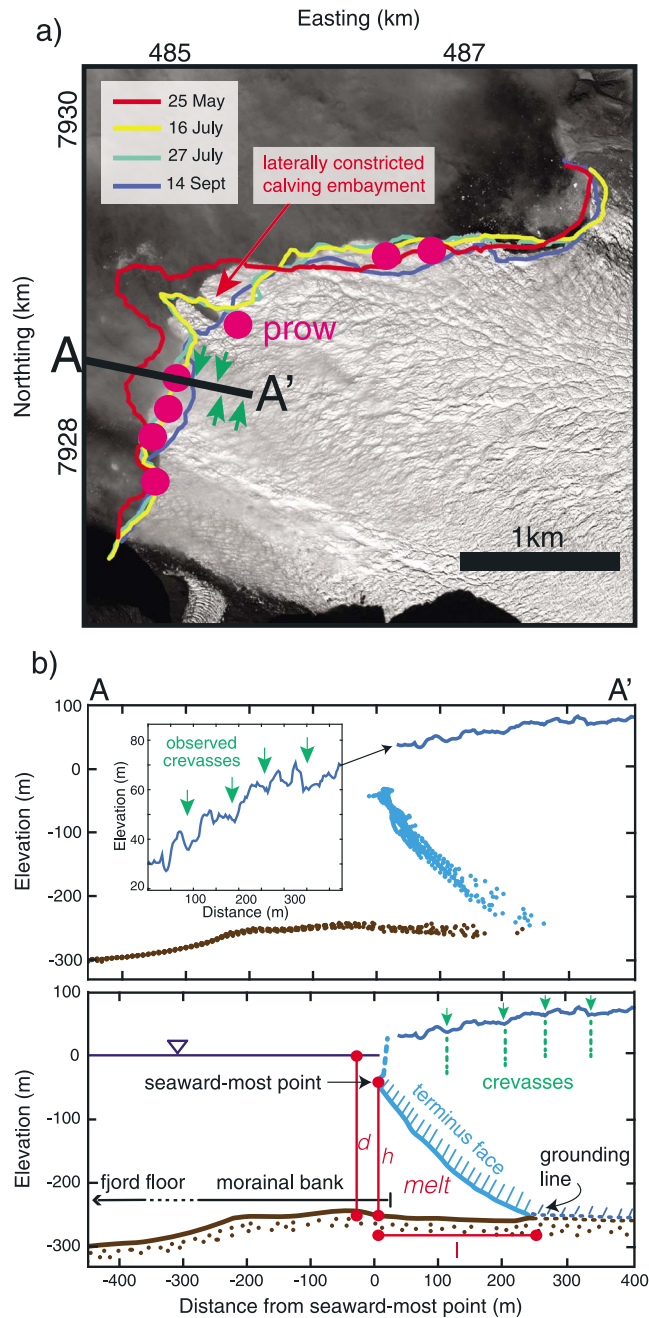 Easting (km)
a)
485
487
7930
7928
Northting (km)
25 May
16 July
27 July
14 Sept
laterally constricted
calving embayment
prow
A
A'
1km
b)
A
A'
100
0
-100
-200
-300
Elevation (m)
observed
crevasses
80
60
40
20
Elevation (m)
100
200
300
Distance (m)
100
0
-100
-200
-300
Elevation (m)
seaward-most point
crevasses
terminus face
grounding
line
d
h
melt
l
fjord floor
morainal bank
-400
-300
-200
-100
0
100
200
300
400
Distance from seaward-most point (m)